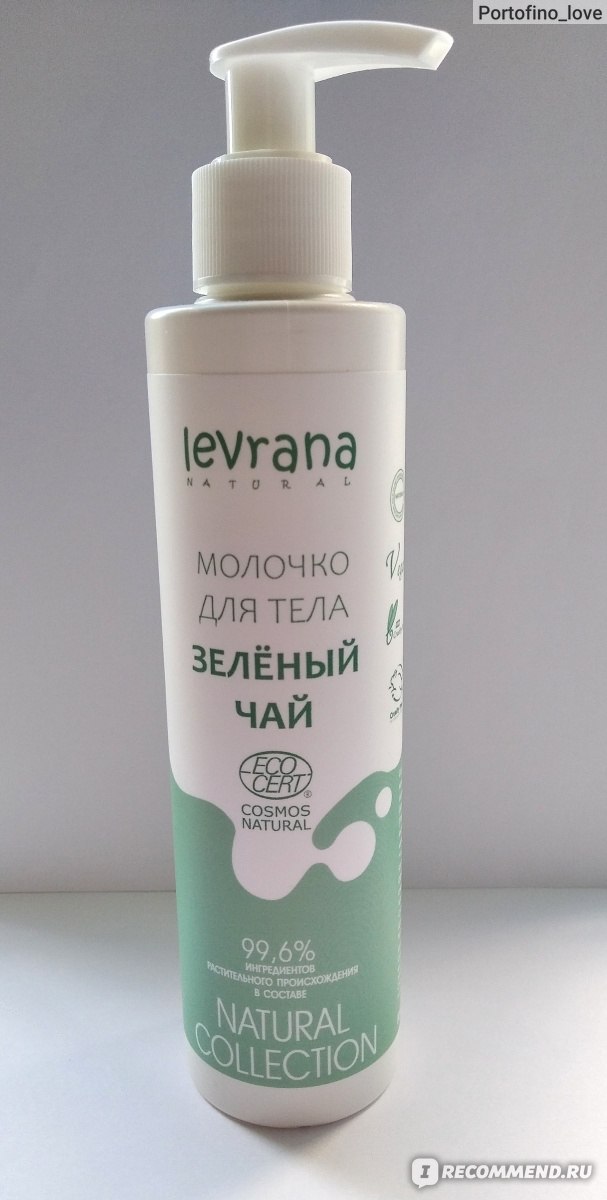 Portofino_love
levrana
NATURAL
МОЛОЧКО
ДЛЯ ТЕЛА
ЗЕЛЁНЫЙ
ЧАЙ
ECO
CERT
®
COSMOS
NATURAL
99,6%
ИНГРЕДИЕНТОВ
РАСТИТЕЛЬНОГО ПРОИСХОЖДЕНИЯ
В СОСТАВЕ
NATURAL
COLLECTION
IRECOMMEND.RU